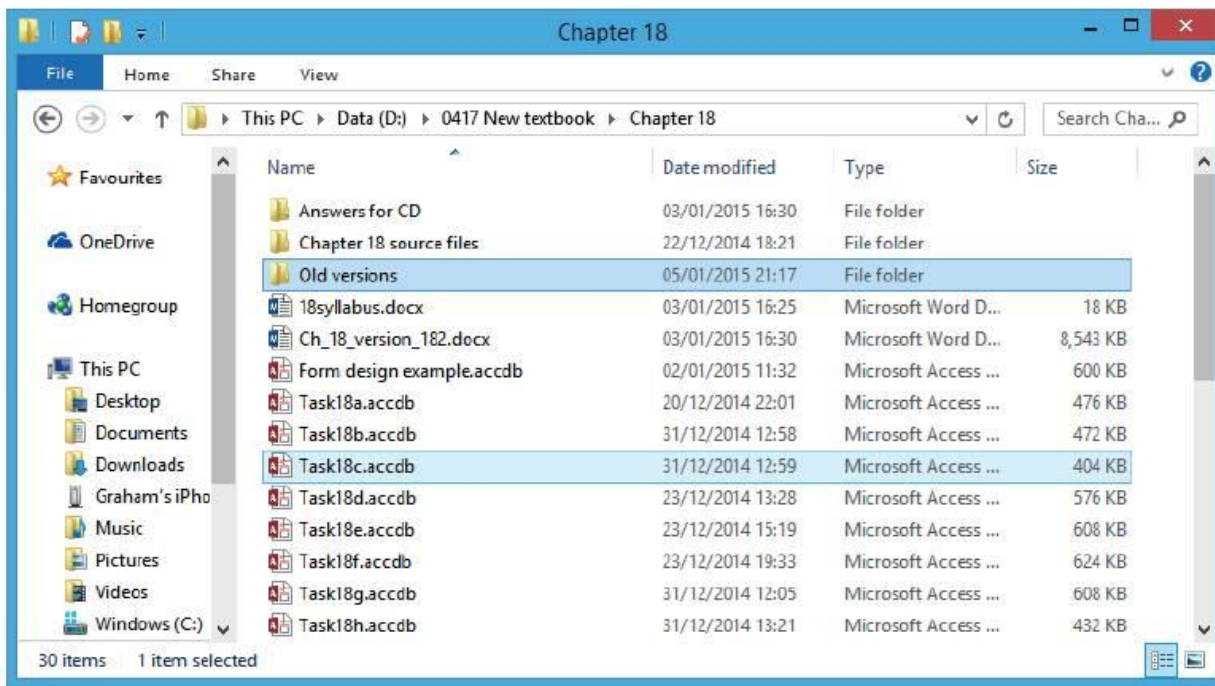 Chapter 18
File Home Share View
This PC Data (D:) 0417 New textbook Chapter 18 Search Cha...
Favourites
OneDrive
Homegroup
This PC
Desktop
Documents
Downloads
Graham's iPho
Music
Pictures
Videos
Windows (C:)
Name Date modified Type Size
Answers for CD 03/01/2015 16:30 File folder
Chapter 18 source files 22/12/2014 18:21 File folder
Old versions 05/01/2015 21:17 File folder
18syllabus.docx 03/01/2015 16:25 Microsoft Word D... 18 KB
Ch_18_version_182.docx 03/01/2015 16:30 Microsoft Word D... 8,543 KB
Form design example.accdb 02/01/2015 11:32 Microsoft Access ... 600 KB
Task18a.accdb 20/12/2014 22:01 Microsoft Access ... 476 KB
Task18b.accdb 31/12/2014 12:58 Microsoft Access ... 472 KB
Task18c.accdb 31/12/2014 12:59 Microsoft Access ... 404 KB
Task18d.accdb 23/12/2014 13:28 Microsoft Access ... 576 KB
Task18e.accdb 23/12/2014 15:19 Microsoft Access ... 608 KB
Task18f.accdb 23/12/2014 19:33 Microsoft Access ... 624 KB
Task18g.accdb 31/12/2014 12:05 Microsoft Access ... 608 KB
Task18h.accdb 31/12/2014 13:21 Microsoft Access ... 432 KB
30 items 1 item selected